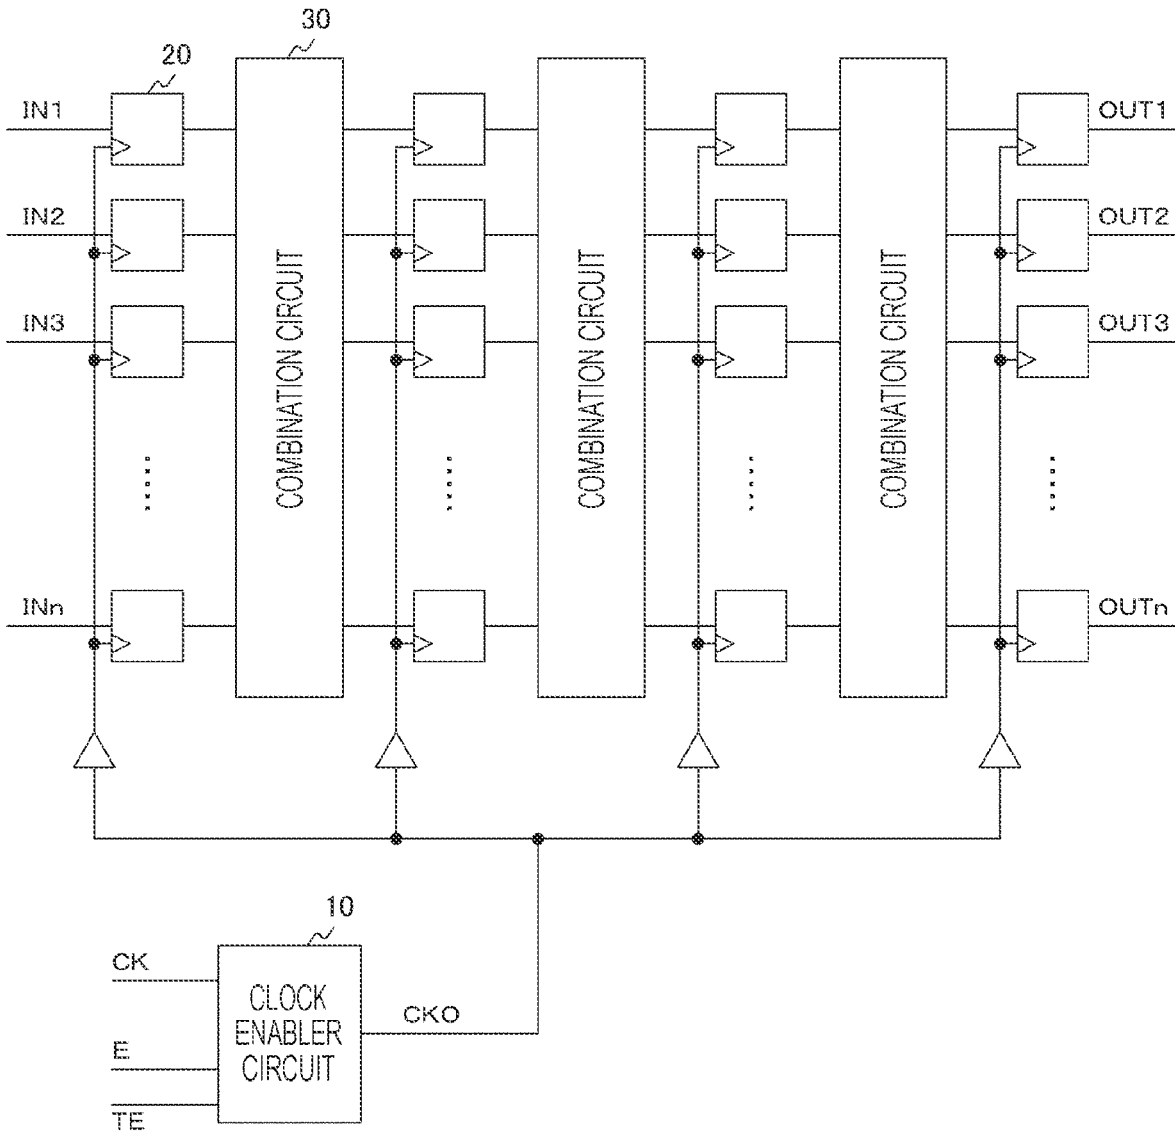 30
20
IN1
OUT1
IN2
OUT2
IN3
OUT3
INn
OUTn
COMBINATION CIRCUIT
COMBINATION CIRCUIT
COMBINATION CIRCUIT
10
CK
CLOCK
ENABLER
CIRCUIT
CKO
E
TE